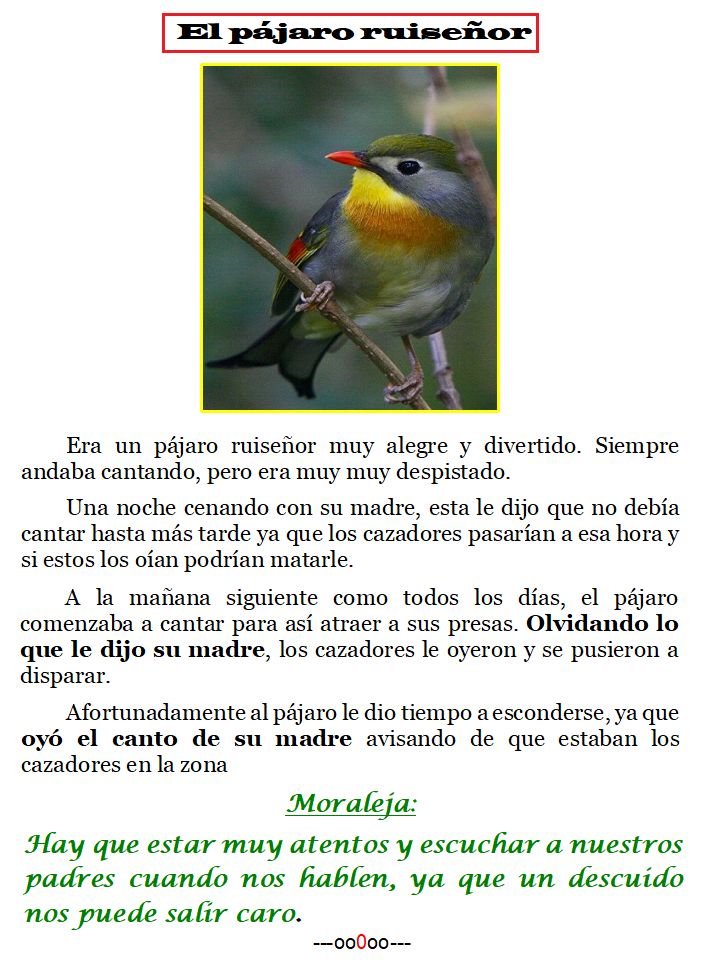 El pájaro ruiseñor
Era un pájaro ruiseñor muy alegre y divertido. Siempre
andaba cantando, pero era muy muy despistado.
Una noche cenando con su madre, esta le dijo que no debía
cantar hasta más tarde ya que los cazadores pasarían a esa hora y
si estos los oían podrían matarle.
A la mañana siguiente como todos los días, el pájaro
comenzaba a cantar para así atraer a sus presas. Olvidando lo
que le dijo su madre, los cazadores le oyeron y se pusieron a
disparar.
Afortunadamente al pájaro le dio tiempo a esconderse, ya que
oyó el canto de su madre avisando de que estaban los
cazadores en la zona
Moraleja:
Hay que estar muy atentos y escuchar a nuestros
padres cuando nos hablen, ya que un descuido
nos puede salir caro.
---oo0oo---